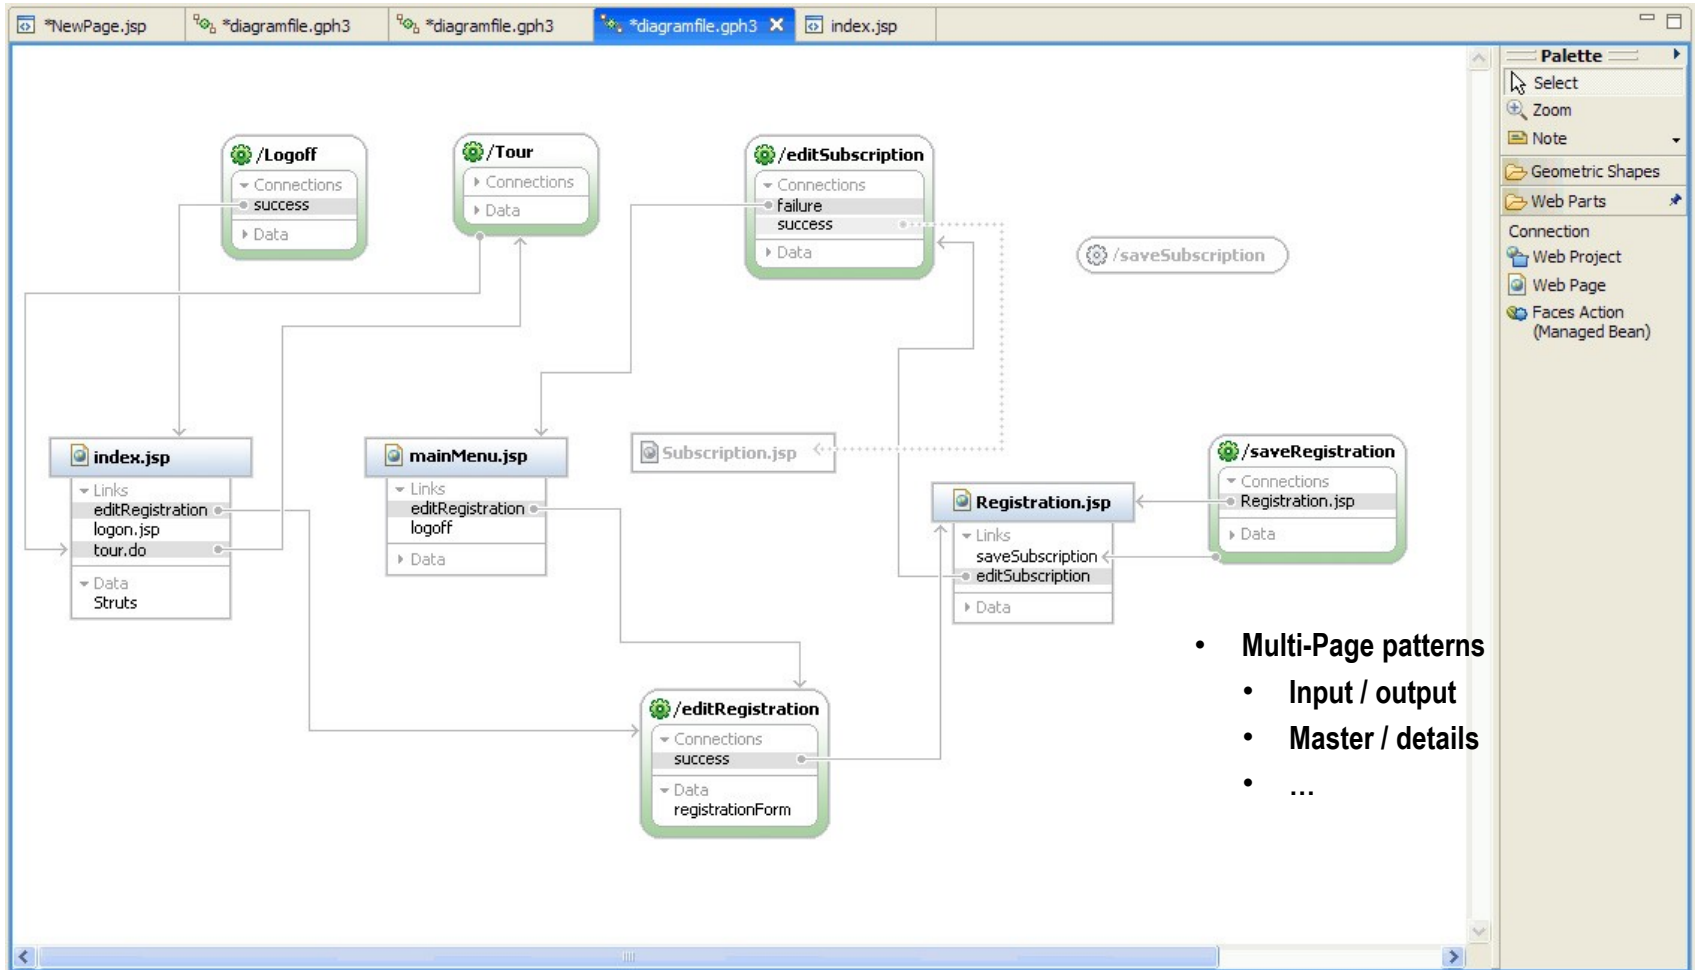 *NewPage.jsp
*diagramfile.gph3
*diagramfile.gph3
*diagramfile.gph3
index.jsp
Palette
Select
Zoom
Note
Geometric Shapes
Web Parts
Connection
Web Project
Web Page
Faces Action
(Managed Bean)
/Logoff
Connections
success
Data
/Tour
Connections
Data
/editSubscription
Connections
failure
success
Data
/saveSubscription
index.jsp
Links
editRegistration
logon.jsp
tour.do
Data
Struts
mainMenu.jsp
Links
editRegistration
logoff
Data
Subscription.jsp
Registration.jsp
Links
saveSubscription
editSubscription
Data
/saveRegistration
Connections
Registration.jsp
Data
/editRegistration
Connections
success
Data
registrationForm
• Multi-Page patterns
• Input / output
• Master / details
• …